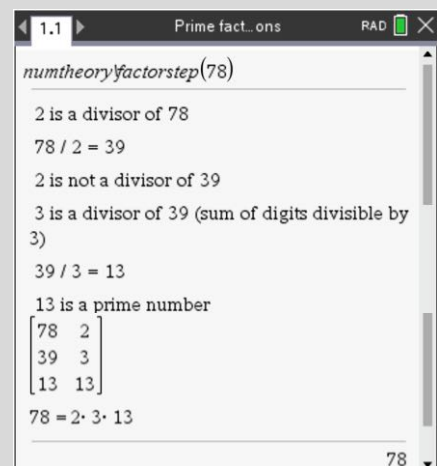 1.1 Prime fact...ons RAD
numtheory\factorstep(78)
2 is a divisor of 78
78 / 2 = 39
2 is not a divisor of 39
3 is a divisor of 39 (sum of digits divisible by
3)
39 / 3 = 13
13 is a prime number
[78 2
39 3
13 13]
78 = 2· 3· 13
78